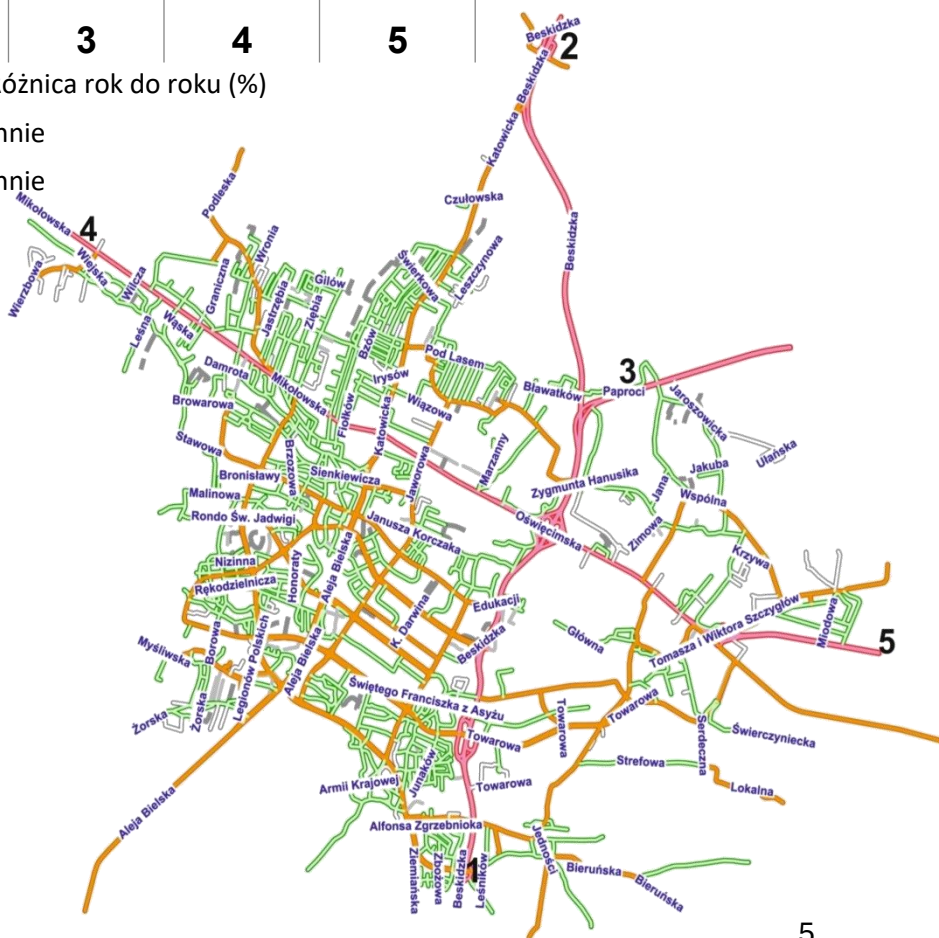 3 4 5
różnica rok do roku (%)
nnie
nnie
Beskidzka
2
Beskidzka
Katowicka
Podleska
Czułowska
Mikołowska
4
Beskidzka
Wronia
Wiejska
Wierzbowa
Wilcza
Graniczna
Świerkowa
Leszczynowa
Gilów
Jastrzębia
Ziębia
Leśna
Wąska
Bzów
Pod Lasem
Damrota
Mikołowska
Irysów
3
Bławatków
Paproci
Jaroszowicka
Browarowa
Fiołków
Katowicka
Wiązowa
Stawowa
Brzozowa
Marzanny
Ulańska
Bronisławy
Sienkiewicza
Jaworowa
Zygmunta Hanusika
Jakuba
Jana
Wspólna
Malinowa
Rondo Św. Jadwigi
Janusza Korczaka
Oświęcimska
Zimowa
Krzywa
Nizinna
Rękodzielnicza
Honoraty
Aleja Bielska
K. Darwina
Edukacji
Tomasza i Wiktora Szczygłów
Miodowa
Główna
5
Myśliwska
Borowa
Legionów Polskich
Aleja Bielska
Beskidzka
Świętego Franciszka z Asyżu
Żorska
Żorska
Towarowa
Towarowa
Towarowa
Serdeczna
Świerczyniecka
Strefowa
Junaków
Armii Krajowej
Towarowa
Lokalna
Aleja Bielska
Alfonsa Zgrzebnioka
Jedności
Ziemiańska
Zbożowa
Beskidzka
1
Leśników
Bieruńska
Bieruńska
5